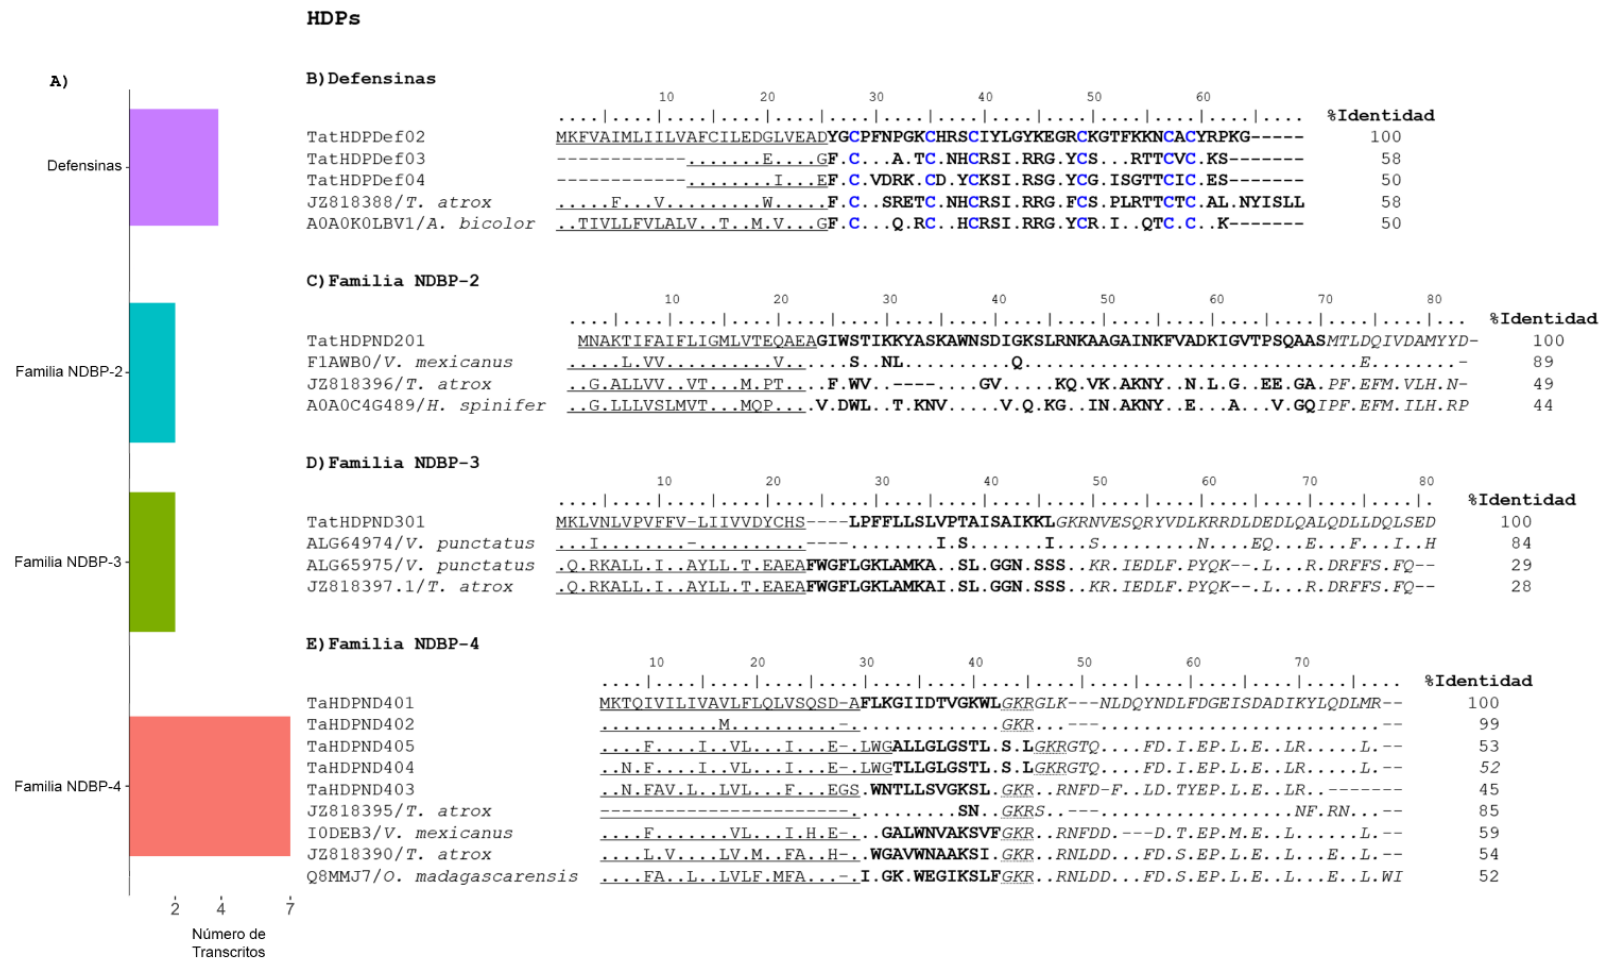 HDPs
A)
Defensinas
Familia NDBP-2
Familia NDBP-3
Familia NDBP-4
2 4 7
Número de
Transcritos
B)Defensinas
10 20 30 40 50 60
%Identidad
TatHDPDef02 MKFVAIMLIILVAFCILEDGLVEADYGCPFNPGKCHRSCIYLGYKEGRCKGTFKKNCACYRPKG----- 100
TatHDPDef03 ------------.......E....GF.C...A.TC.NHCRSI.RRG.YCS...RTTCVC.KS------- 58
TatHDPDef04 ------------........I...EF.C.VDRK.CD.YCKSI.RSG.YCG.ISGTTCIC.ES------- 50
JZ818388/T. atrox .....F...V.........W.....F.C...SRETC.NHCRSI.RRG.FCS.PLRTTCTC.AL.NYISLL 58
A0A0K0LBV1/A. bicolor ..TIVLLFVLALV..T..M.V...GF.C...Q.RC..HCRSI.RRG.YCR.I..QTC.C..K------- 50
C)Familia NDBP-2
10 20 30 40 50 60 70 80
%Identidad
TatHDPND201 MNAKTIFAIFLIGMLVTEQAEAGIWSTIKKYASKAWNSDIGKSLRNKAAGAINKFVADKIGVTPSQAASMTLDQIVDAMYYD- 100
F1AWB0/V. mexicanus .....L.VV..........V......S..NL..........Q...............................E........- 89
JZ818396/T. atrox ..G.ALLVV..VT...M.PT....F.WV..----....GV.....KQ.VK.AKNY..N.L.G..EE.GA.PF.EFM.VLH.N- 49
A0A0C4G489/H. spinifer ..G.LLLVSLMVT...MQP....V.DWL..T.KNV.....V.Q.KG..IN.AKNY..E...A...V.GQIPF.EFM.ILH.RP 44
D)Familia NDBP-3
10 20 30 40 50 60 70 80
%Identidad
TatHDPND301 MKLVNLVPVFFV-LIIVVDYCHS----LPFFLLSLVPTAISAIKKLGKRNVESQRYVDLKRRDLDEDLQALQDLLDQLSED 100
ALG64974/V. punctatus ...I........-..........----........I.S.......I...S.........N....EQ...E...F...I..H 84
ALG65975/V. punctatus .Q.RKALL.I..AYLL.T.EAEAFWGFLGKLAMKA..SL.GGN.SSS..KR.IEDLF.PYQK--.L...R.DRFFS.FQ-- 29
JZ818397.1/T. atrox .Q.RKALL.I..AYLL.T.EAEAFWGFLGKLAMKAI.SL.GGN.SSS..KR.IEDLF.PYQK--.L...R.DRFFS.FQ-- 28
E)Familia NDBP-4
10 20 30 40 50 60 70
%Identidad
TaHDPND401 MKTQIVILIVAVLFLQLVSQSD-AFLKGIIDTVGKWLGKRGLK---NLDQYNDLFDGEISDADIKYLQDLMR-- 100
TaHDPND402 ...........M..........-..............GKR...---............................-- 99
TaHDPND405 ....F....I..VL...I...E-.LWGALLGLGSTL.S.LGKRGTQ....FD.I.EP.L.E..LR.....L.-- 53
TaHDPND404 ..N.F....I..VL...I...E-.LWGTLLGLGSTL.S.LGKRGTQ....FD.I.EP.L.E..LR.....L.-- 52
TaHDPND403 ..N.FAV.L..LVL...F...EGS.WNTLLSVGKSL.GKR..RNFD-F..LD.TYEP.L.E..LR..------- 45
JZ818395/T. atrox -----------------------.........SN..GKRS.......................NF.RN...-- 85
I0DEB3/V. mexicanus ....F.......VL...I.H.E-...GALWNVAKSVFGKR..RNFDD.---D.T.EP.M.E..L......L.-- 59
JZ818390/T. atrox ....L.V....LV.M..FA..H-..WGAVWNAAKSI.GKR..RNLDD...FD.S.EP.L.E..L...E..L.-- 54
Q8MMJ7/O. madagascarensis ....FA..L..LVLF.MFA...-.I.GK.WEGIKSLFGKR..RNLDD...FD.S.EP.L.E..L...E..L.WI 52